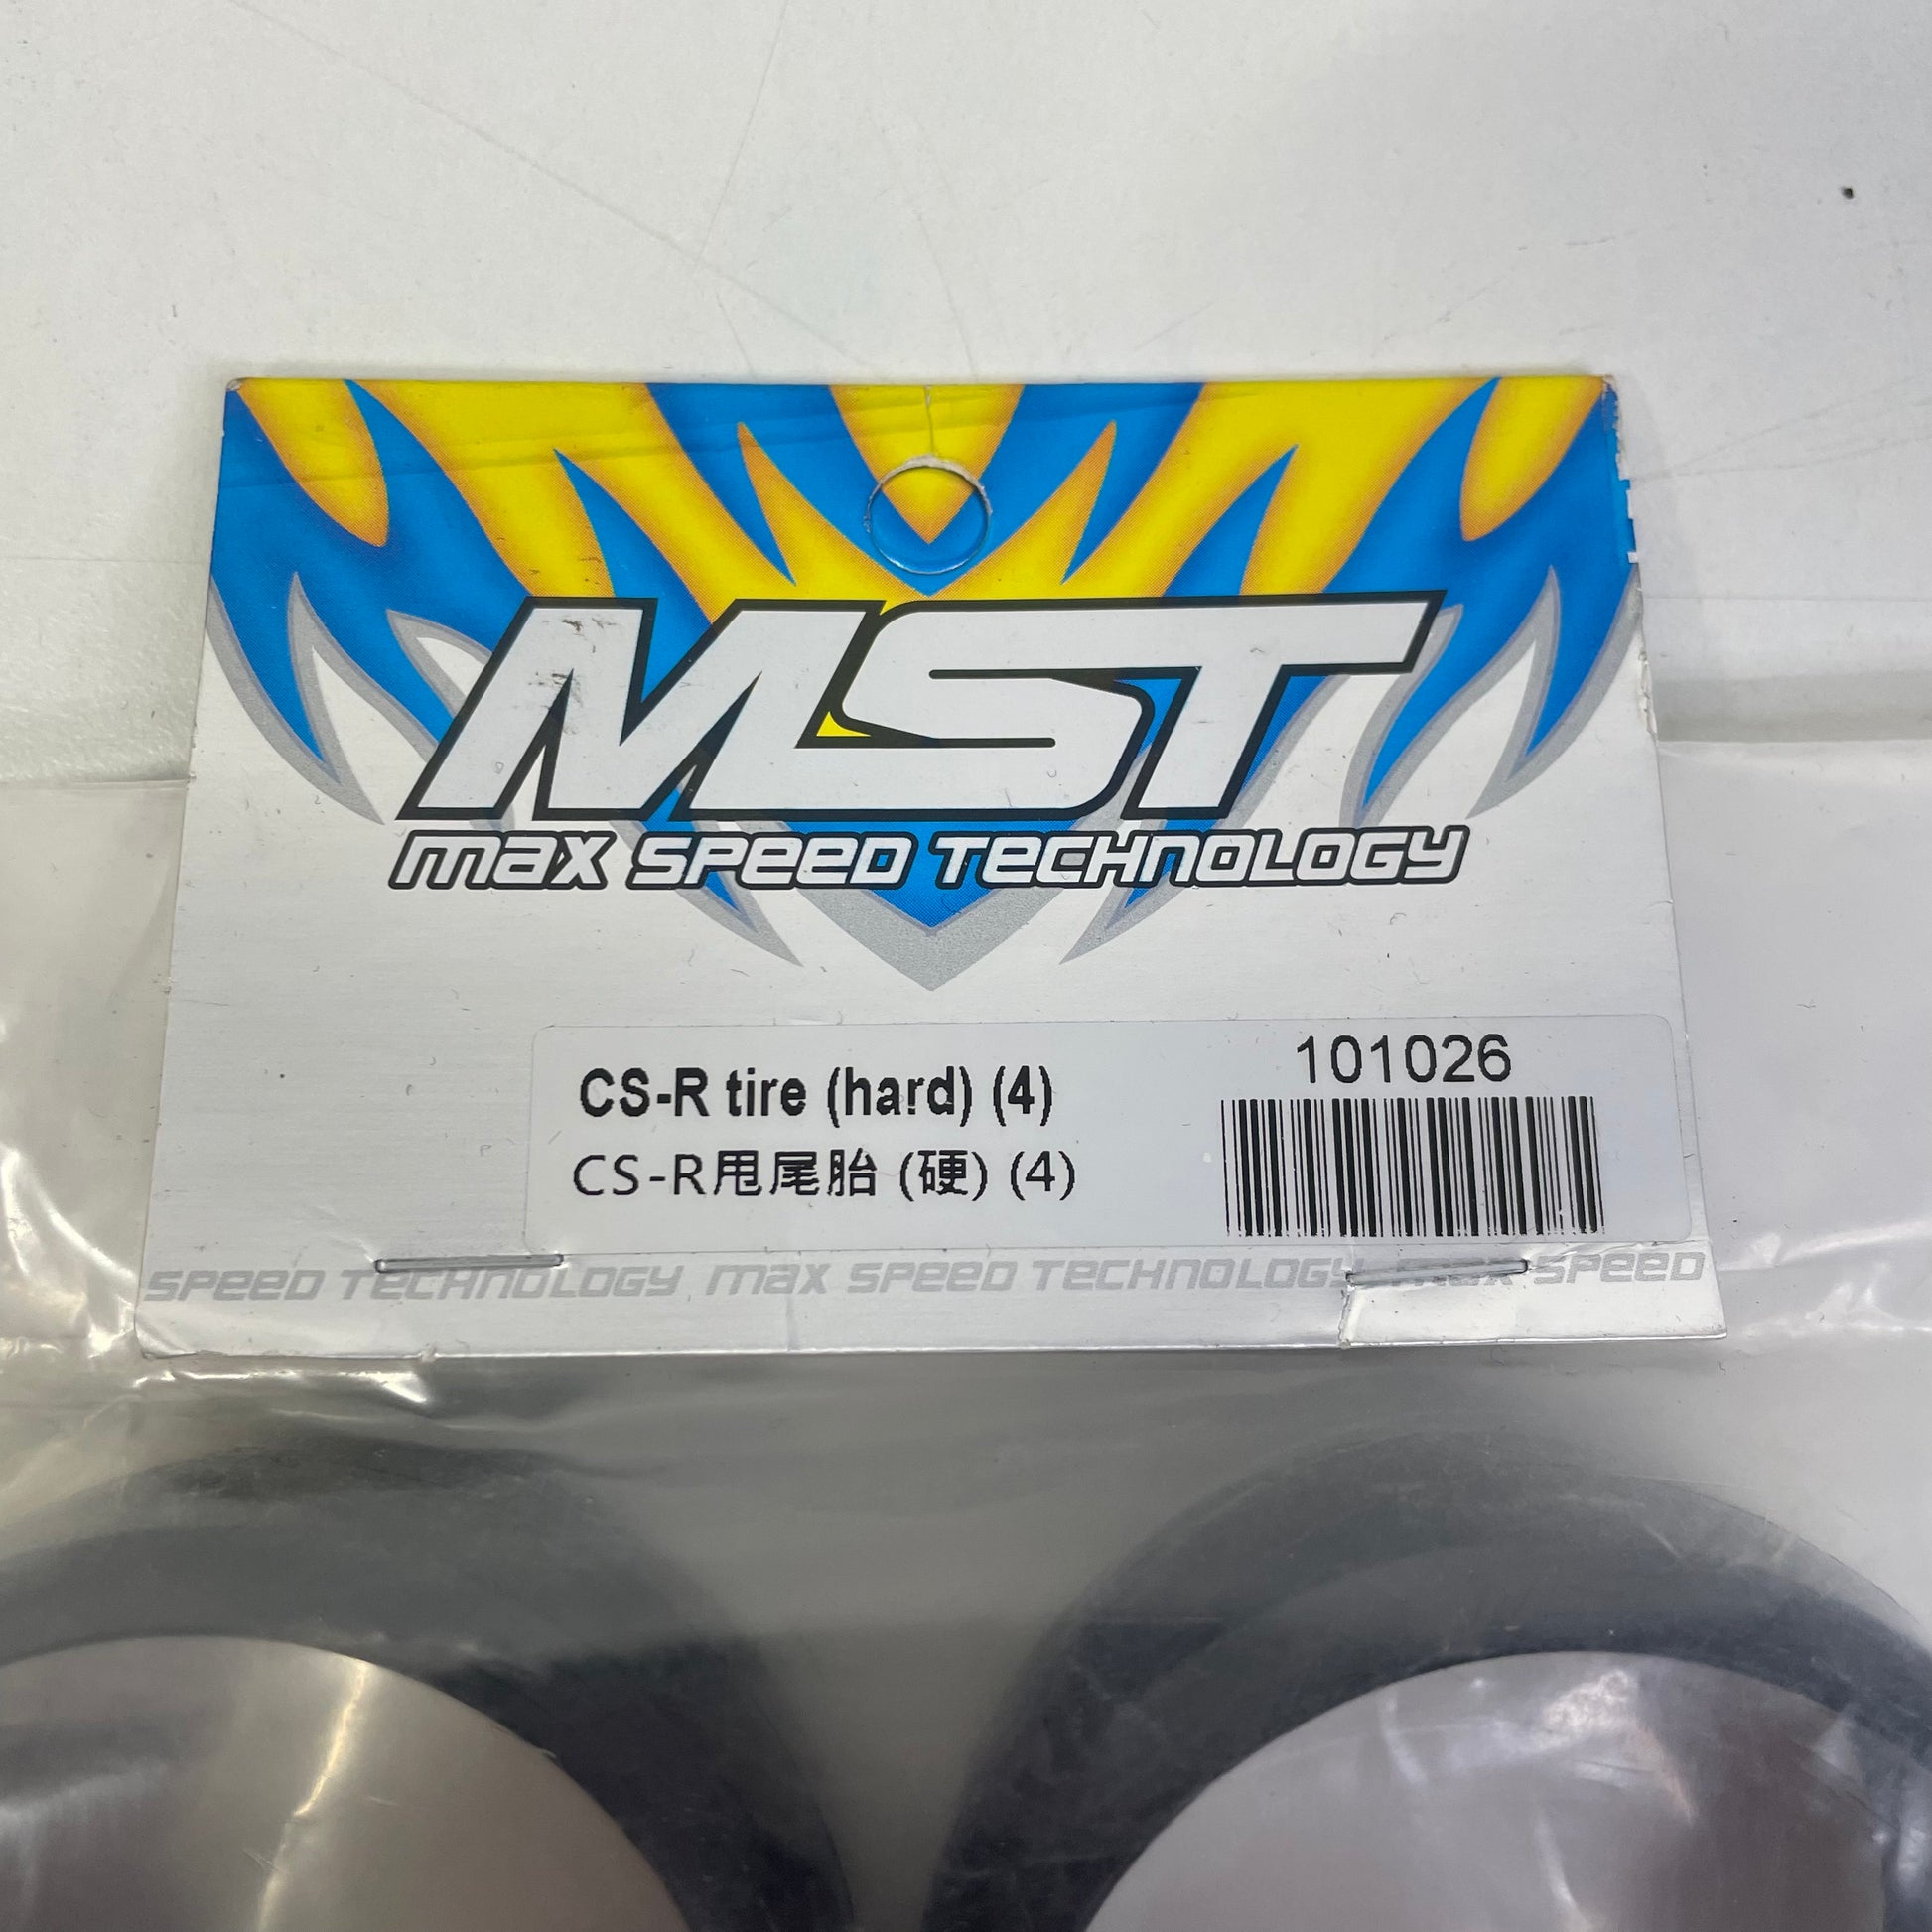 MST
max speed technology
CS-R tire (hard) (4)
101026
CS-R甩尾胎 (硬) (4)
speed technology max speed technology max speed